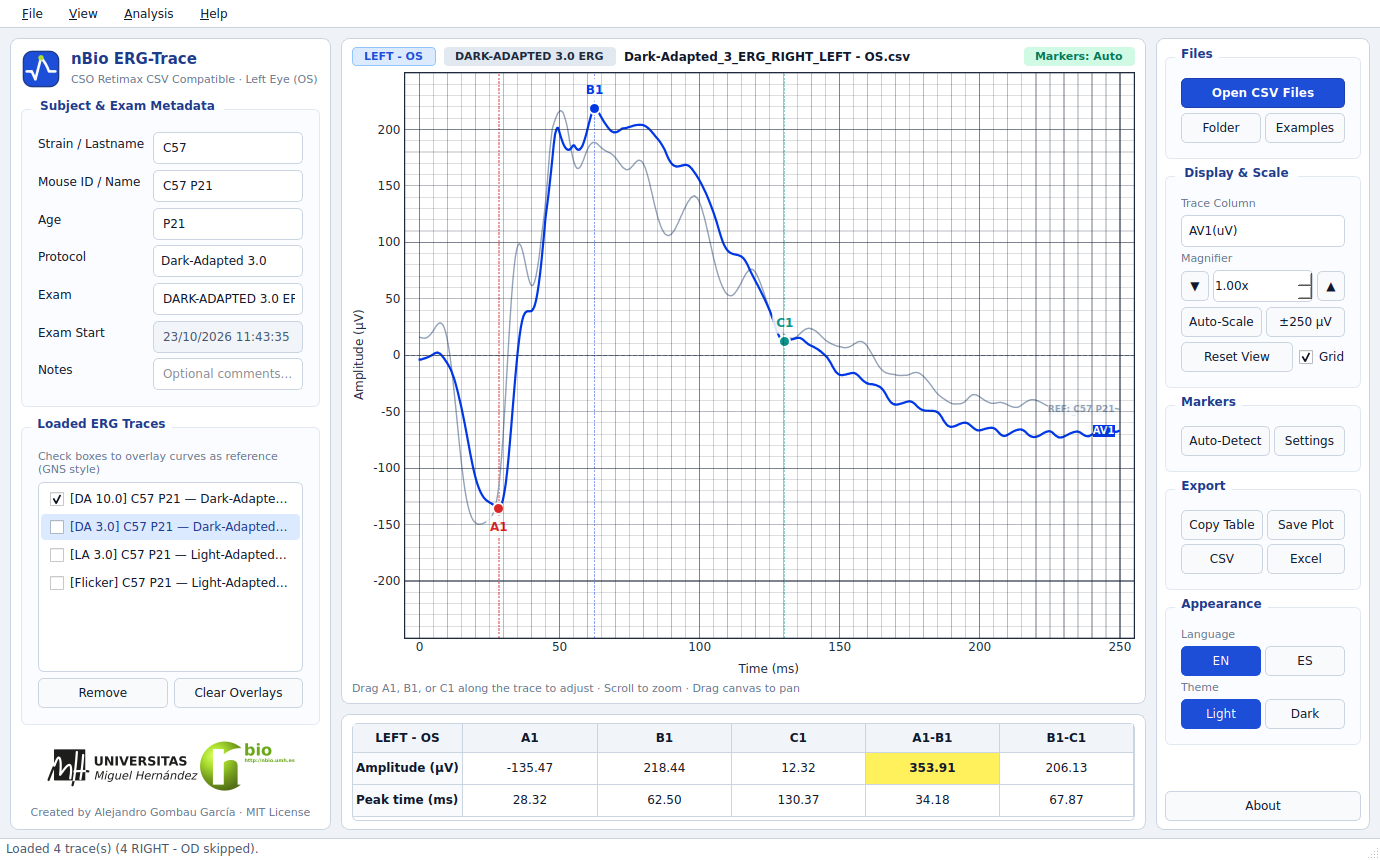 File View Analysis Help
nBio ERG-Trace
CSO Retimax CSV Compatible · Left Eye (OS)
Subject & Exam Metadata
Strain / Lastname C57
Mouse ID / Name C57 P21
Age P21
Protocol Dark-Adapted 3.0
Exam DARK-ADAPTED 3.0 ER
Exam Start 23/10/2026 11:43:35
Notes Optional comments...
Loaded ERG Traces
Check boxes to overlay curves as reference
(GNS style)
[DA 10.0] C57 P21 — Dark-Adapte...
[DA 3.0] C57 P21 — Dark-Adapted...
[LA 3.0] C57 P21 — Light-Adapted...
[Flicker] C57 P21 — Light-Adapted...
Remove Clear Overlays
UNIVERSITAS
Miguel Hernández
bio
http://nbio.umh.es
Created by Alejandro Gombau García · MIT License
LEFT - OS DARK-ADAPTED 3.0 ERG Dark-Adapted_3_ERG_RIGHT_LEFT - OS.csv Markers: Auto
B1
200
150
100
50
C1
0
-50
REF: C57 P21
AV1
-100
-150
A1
-200
Amplitude (µV)
0 50 100 150 200 250
Time (ms)
Drag A1, B1, or C1 along the trace to adjust · Scroll to zoom · Drag canvas to pan
LEFT - OS A1 B1 C1 A1-B1 B1-C1
Amplitude (µV) -135.47 218.44 12.32 353.91 206.13
Peak time (ms) 28.32 62.50 130.37 34.18 67.87
Files
Open CSV Files
Folder Examples
Display & Scale
Trace Column
AV1(uV)
Magnifier
▼ 1.00x ▲
Auto-Scale ±250 µV
Reset View Grid
Markers
Auto-Detect Settings
Export
Copy Table Save Plot
CSV Excel
Appearance
Language
EN ES
Theme
Light Dark
About
Loaded 4 trace(s) (4 RIGHT - OD skipped).